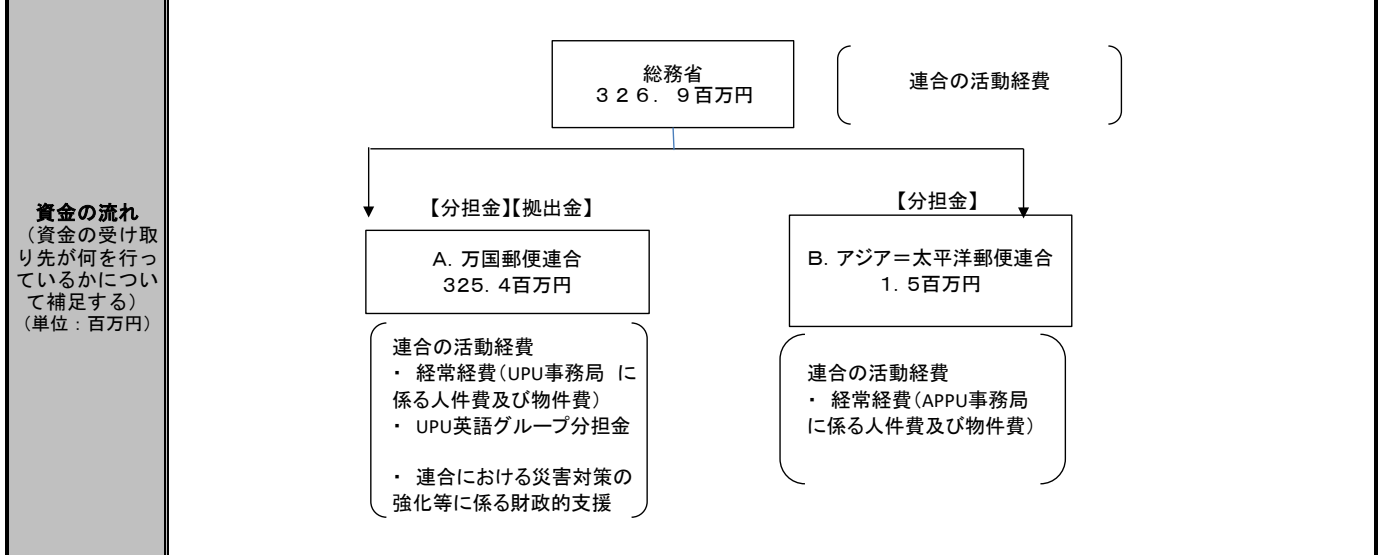 資金の流れ
(資金の受け取
り先が何を行っ
ているかについ
て補足する)
(単位:百万円)
総務省
326.9百万円
連合の活動経費
【分担金】【拠出金】
A.万国郵便連合
325.4百万円
連合の活動経費
・ 経常経費(UPU事務局 に
係る人件費及び物件費)
・ UPU英語グループ分担金
・ 連合における災害対策の
強化等に係る財政的支援
【分担金】
B.アジア=太平洋郵便連合
1.5百万円
連合の活動経費
・ 経常経費(APPU事務局
に係る人件費及び物件費)